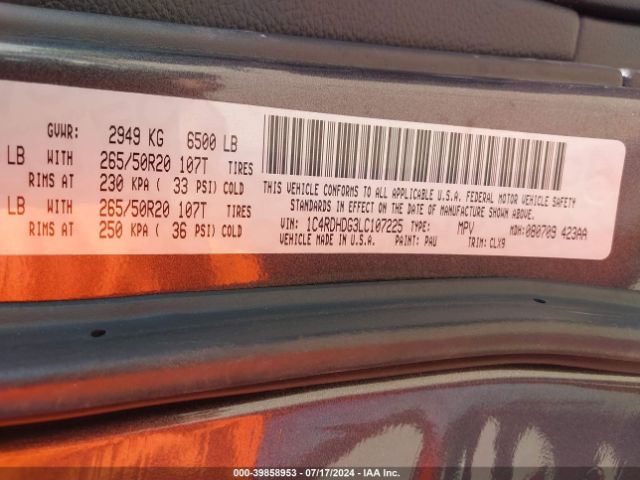 GVWR: 2949 KG 6500 LB
LB WITH 265/50R20 107T TIRES
RIMS AT 230 KPA ( 33 PSI) COLD
LB WITH 265/50R20 107T TIRES
RIMS AT 250 KPA ( 36 PSI) COLD
THIS VEHICLE CONFORMS TO ALL APPLICABLE U.S.A. FEDERAL MOTOR VEHICLE SAFETY
STANDARDS IN EFFECT ON THE DATE OF MANUFACTURE SHOWN ABOVE.
VIN: 1C4RDHDG3LC107225 TYPE: MPV MDH: 080709 423AA
VEHICLE MADE IN U.S.A. PAINT: PAU TRIM: CLX9
000-39858953 - 07/17/2024 - IAA Inc.